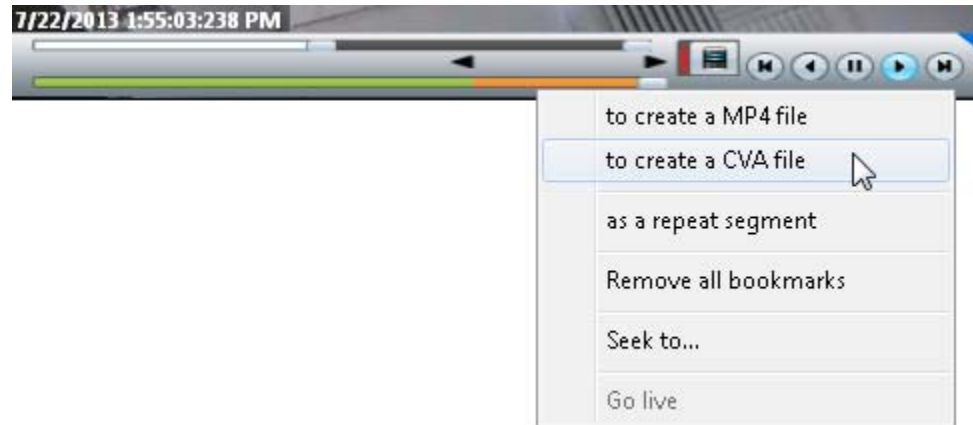 7/22/2013 1:55:03:238 PM
to create a MP4 file
to create a CVA file
as a repeat segment
Remove all bookmarks
Seek to...
Go live